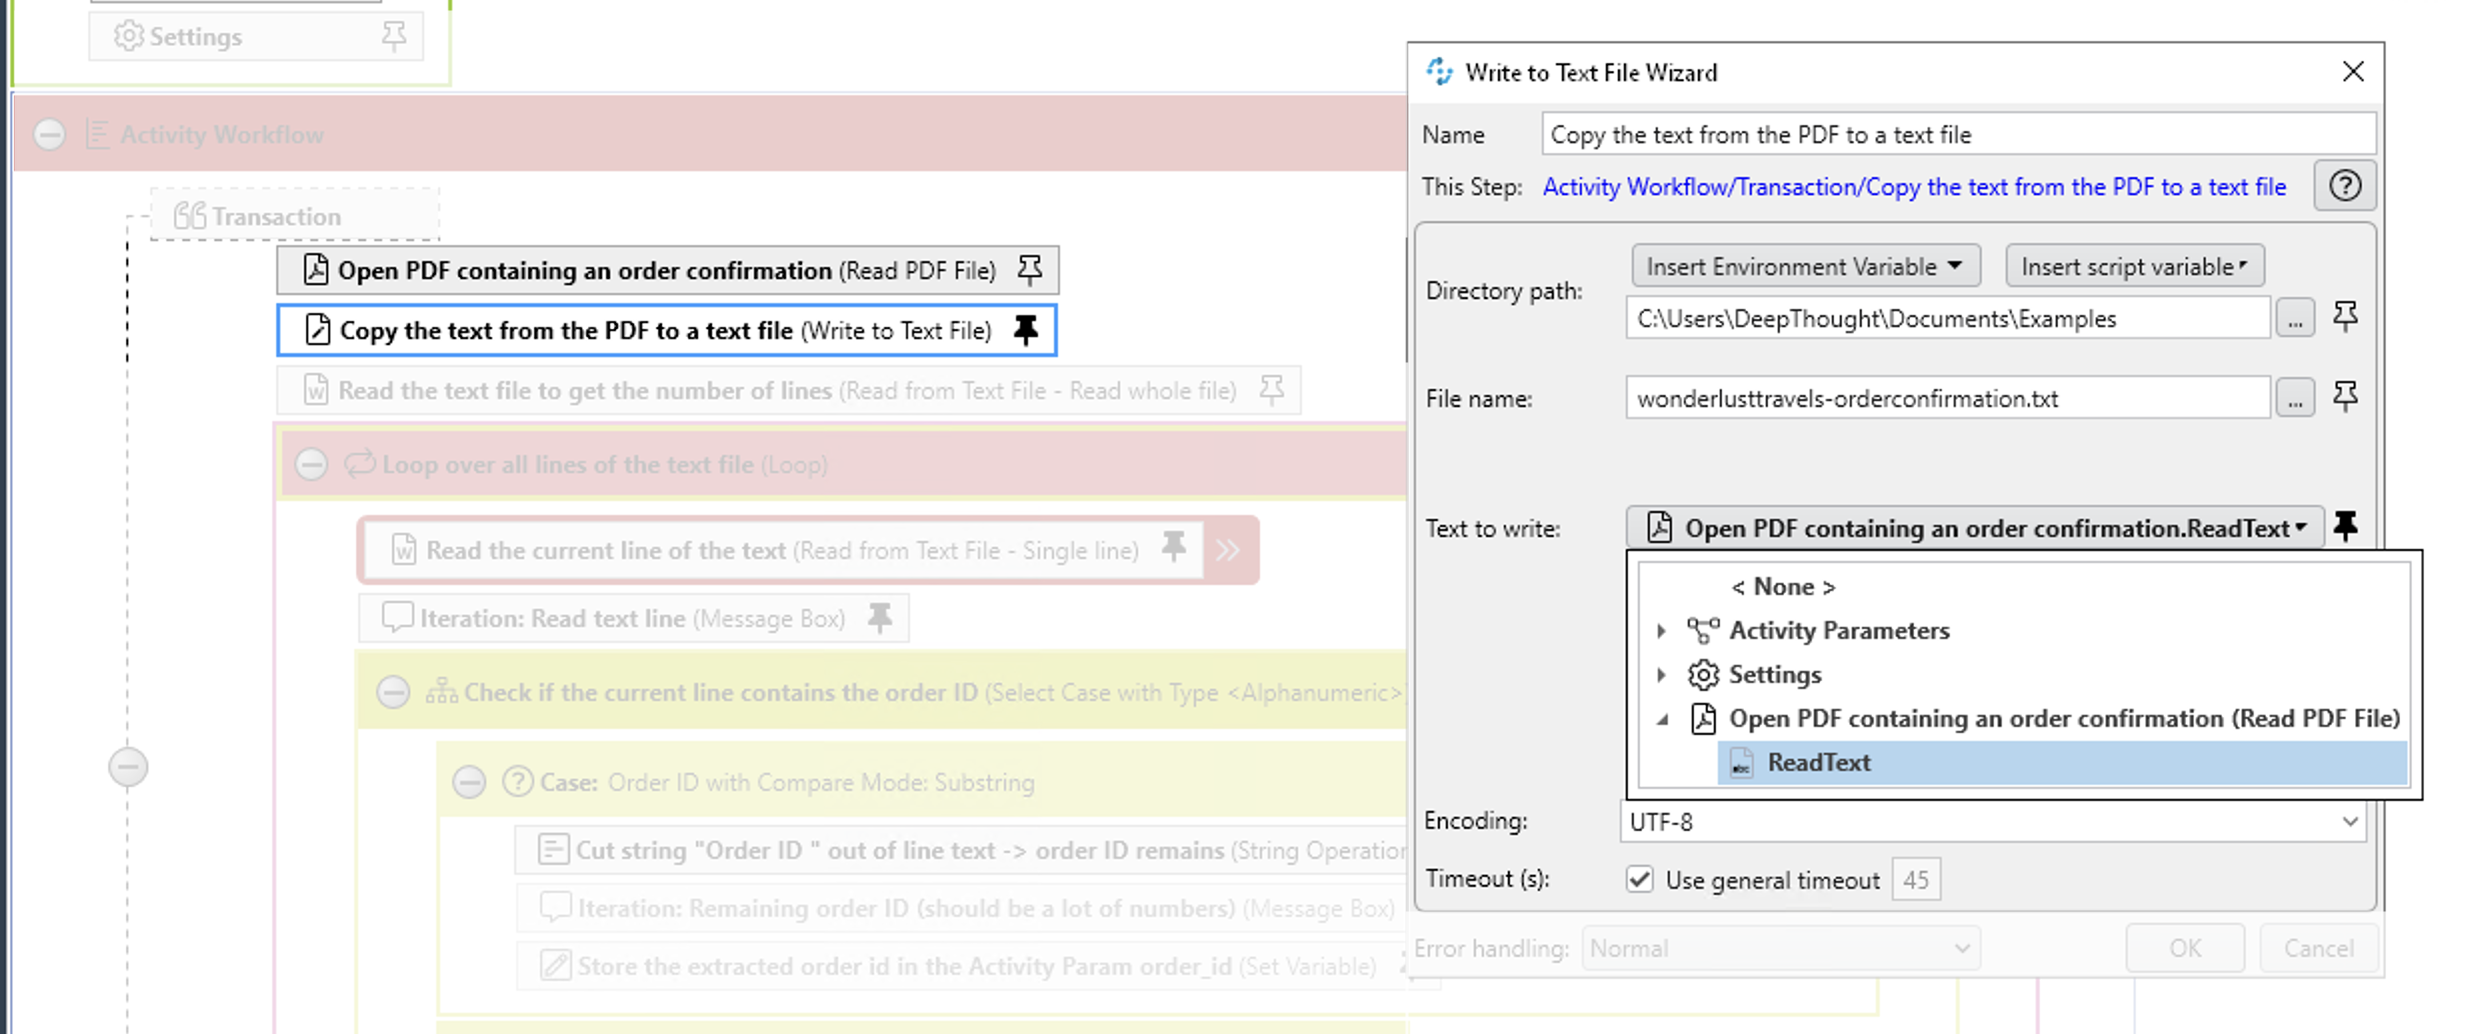 Settings
Activity Workflow
Transaction
Open PDF containing an order confirmation (Read PDF File)
Copy the text from the PDF to a text file (Write to Text File)
Read the text file to get the number of lines (Read from Text File - Read whole file)
Loop over all lines of the text file (Loop)
Read the current line of the text (Read from Text File - Single line)
Iteration: Read text line (Message Box)
Check if the current line contains the order ID (Select Case with Type <Alphanumeric>)
Case: Order ID with Compare Mode: Substring
Cut string "Order ID " out of line text -> order ID remains (String Operation
Iteration: Remaining order ID (should be a lot of numbers) (Message Box)
Store the extracted order id in the Activity Param order_id (Set Variable)
Write to Text File Wizard
Name Copy the text from the PDF to a text file
This Step: Activity Workflow/Transaction/Copy the text from the PDF to a text file
Insert Environment Variable Insert script variable
Directory path:
C:\Users\DeepThought\Documents\Examples ...
File name: wonderlusttravels-orderconfirmation.txt ...
Text to write: Open PDF containing an order confirmation.ReadText
< None >
Activity Parameters
Settings
Open PDF containing an order confirmation (Read PDF File)
abc ReadText
Encoding: UTF-8
Timeout (s): Use general timeout 45
Error handling: Normal OK Cancel